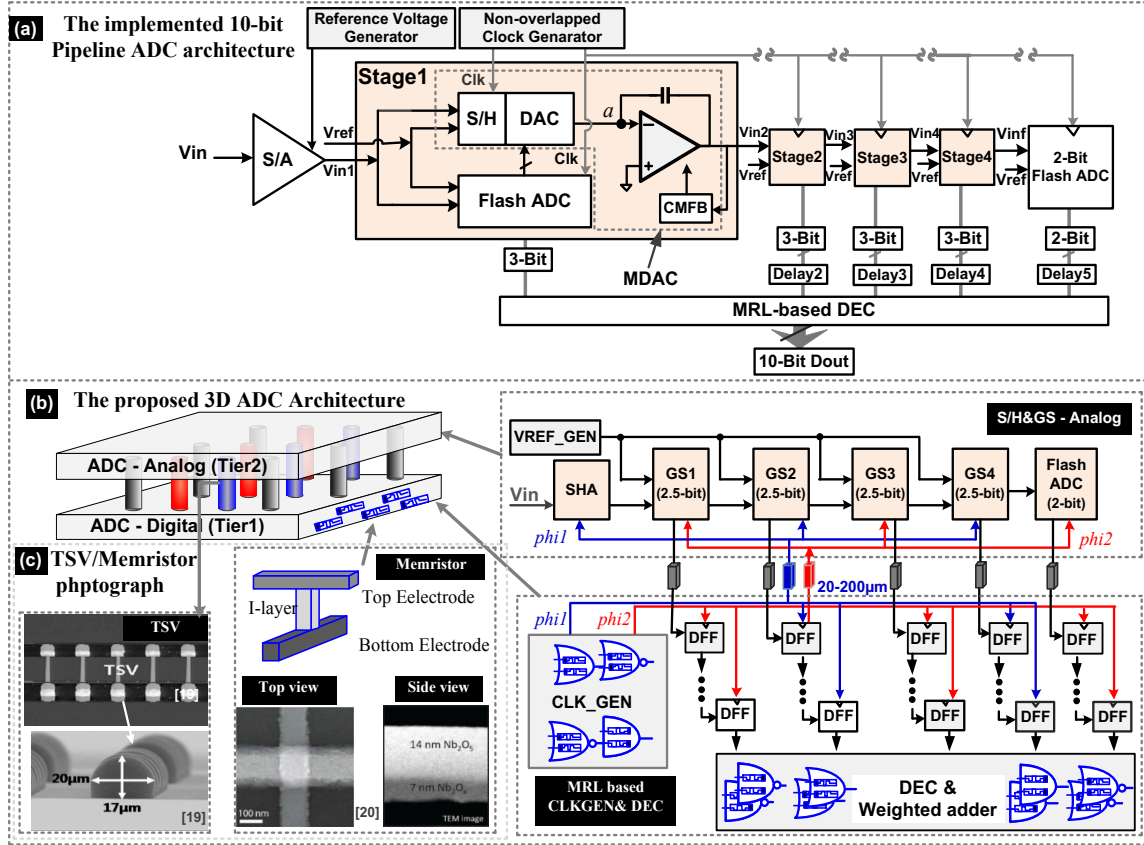 (a)
The implemented 10-bit
Pipeline ADC architecture
Reference Voltage
Generator
Non-overlapped
Clock Genarator
Stage1
Clk
S/H
DAC
a
Vref
Vin
S/A
Vin1
Clk
Flash ADC
CMFB
MDAC
Vin2
Vref
Stage2
Vin3
Vref
Stage3
Vin4
Vref
Stage4
Vinf
Vref
2-Bit
Flash ADC
3-Bit
3-Bit
3-Bit
3-Bit
2-Bit
Delay2
Delay3
Delay4
Delay5
MRL-based DEC
10-Bit Dout
(b)
The proposed 3D ADC Architecture
ADC - Analog (Tier2)
ADC - Digital (Tier1)
S/H&GS - Analog
VREF_GEN
Vin
SHA
GS1
(2.5-bit)
GS2
(2.5-bit)
GS3
(2.5-bit)
GS4
(2.5-bit)
Flash
ADC
(2-bit)
phi1
phi2
20-200μm
phi1
phi2
CLK_GEN
DFF
DFF
DFF
DFF
DFF
DFF
DFF
DFF
DFF
DFF
MRL based
CLKGEN& DEC
DEC &
Weighted adder
(c)
TSV/Memristor
phptograph
TSV
TSV
[19]
20μm
17μm
[19]
Memristor
I-layer
Top Eelectrode
Bottom Electrode
Top view
Side view
100 nm
[20]
14 nm Nb₂O₅
7 nm Nb₂Oₓ
TEM image